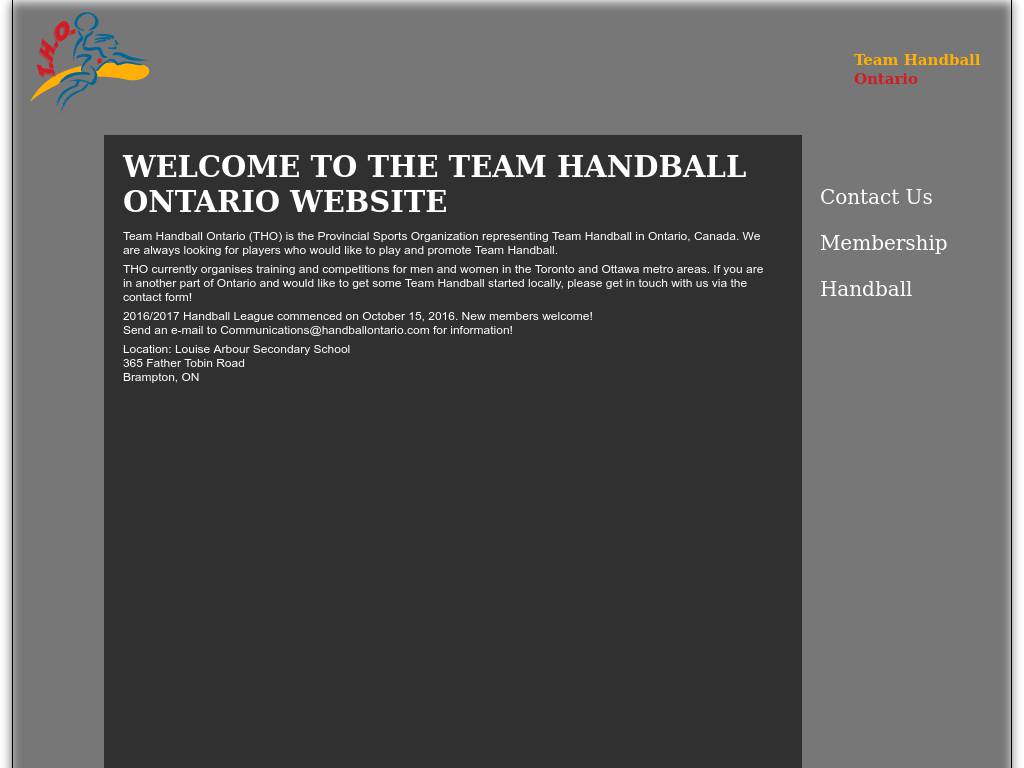 T.H.O.
Team Handball
Ontario
WELCOME TO THE TEAM HANDBALL
ONTARIO WEBSITE
Team Handball Ontario (THO) is the Provincial Sports Organization representing Team Handball in Ontario, Canada. We
are always looking for players who would like to play and promote Team Handball.
THO currently organises training and competitions for men and women in the Toronto and Ottawa metro areas. If you are
in another part of Ontario and would like to get some Team Handball started locally, please get in touch with us via the
contact form!
2016/2017 Handball League commenced on October 15, 2016. New members welcome!
Send an e-mail to Communications@handballontario.com for information!
Location: Louise Arbour Secondary School
365 Father Tobin Road
Brampton, ON
Contact Us
Membership
Handball